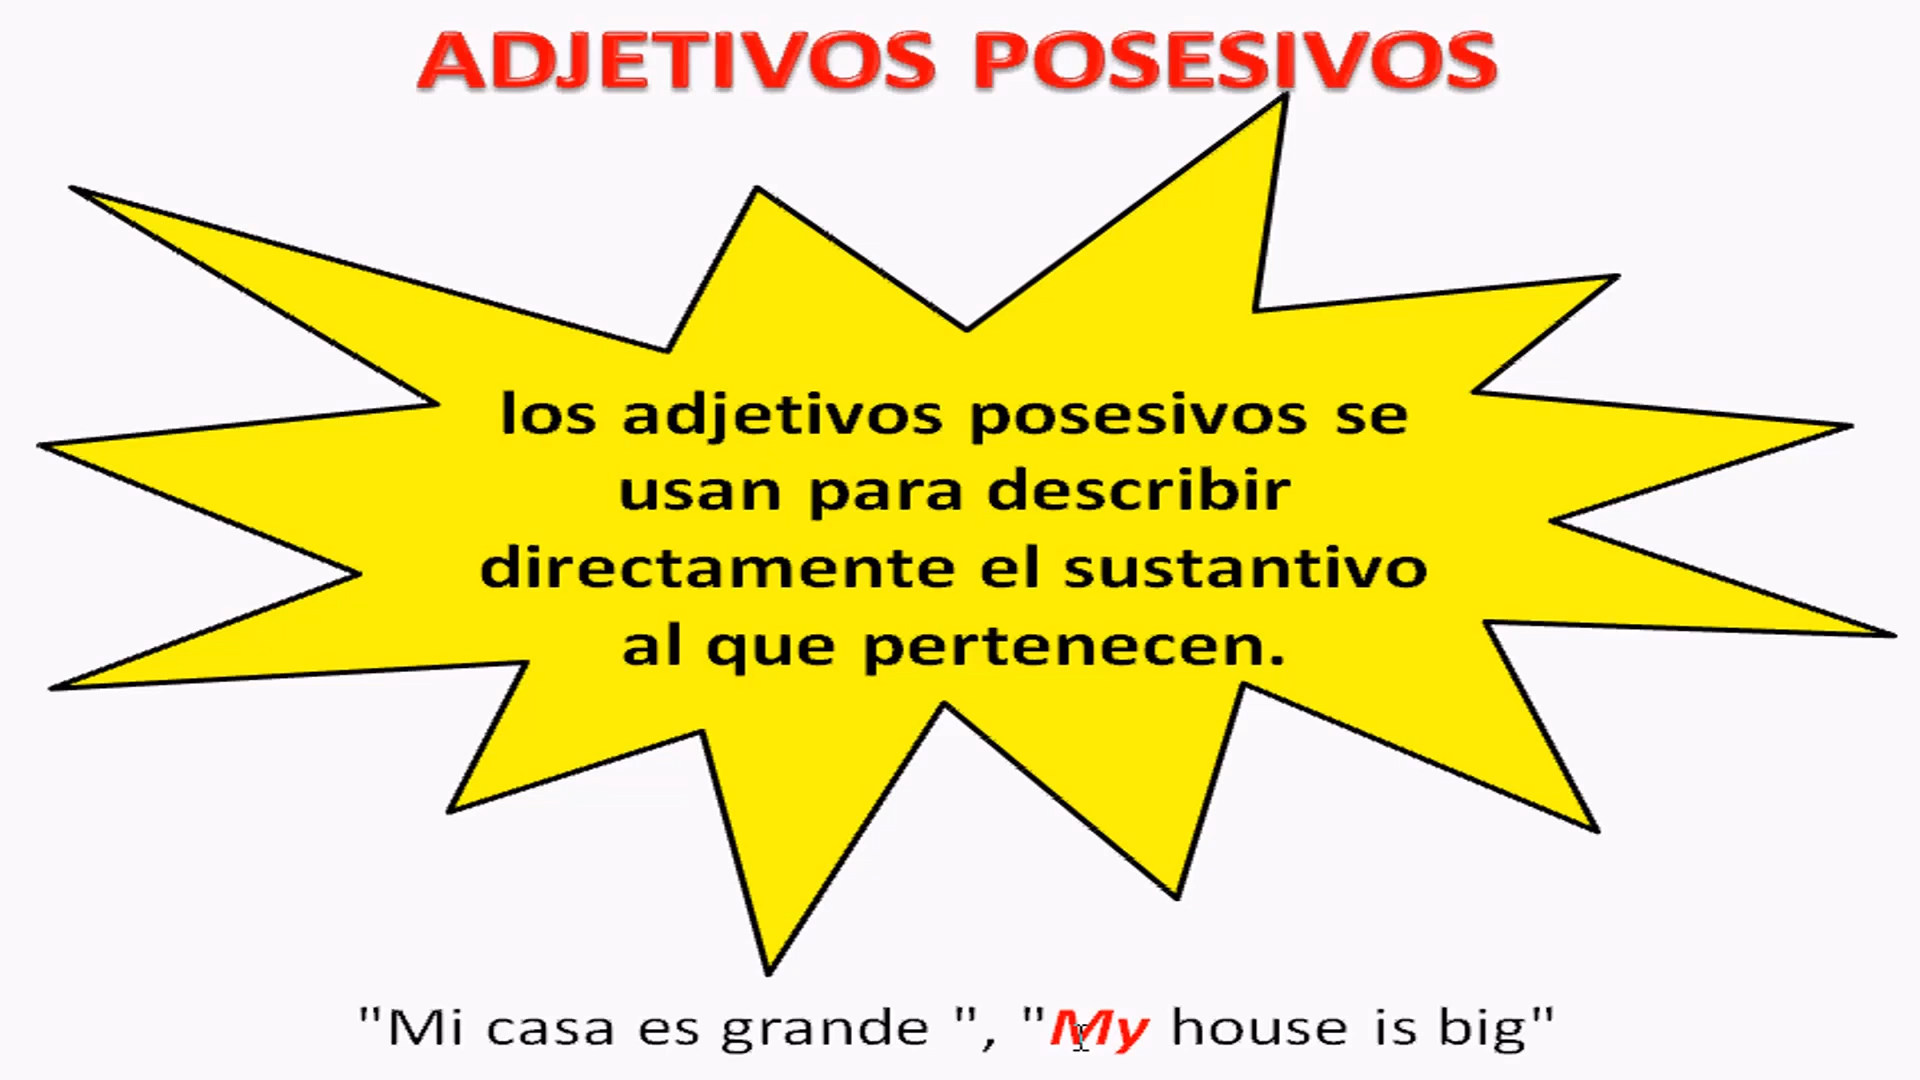 ADJETIVOS POSESIVOS
los adjetivos posesivos se
usan para describir
directamente el sustantivo
al que pertenecen.
"Mi casa es grande ", "My house is big"